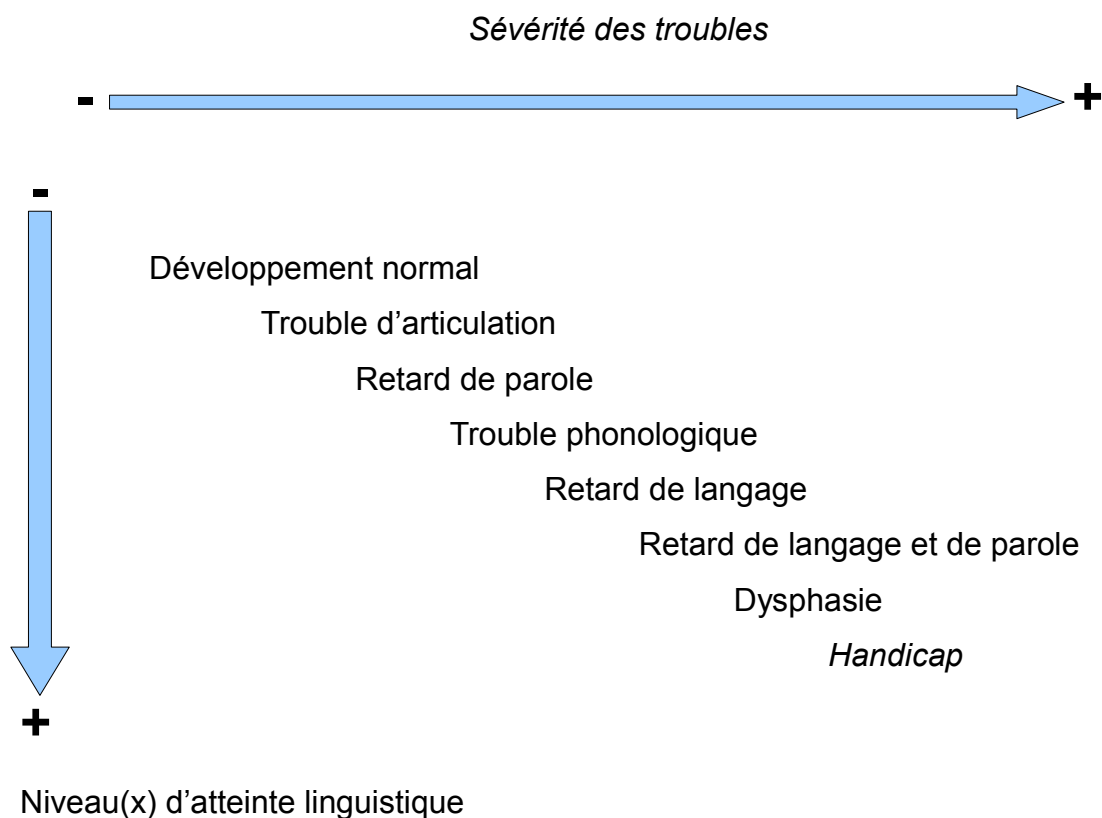 Sévérité des troubles
- +
-
Développement normal
Trouble d’articulation
Retard de parole
Trouble phonologique
Retard de langage
Retard de langage et de parole
Dysphasie
Handicap
+
Niveau(x) d’atteinte linguistique